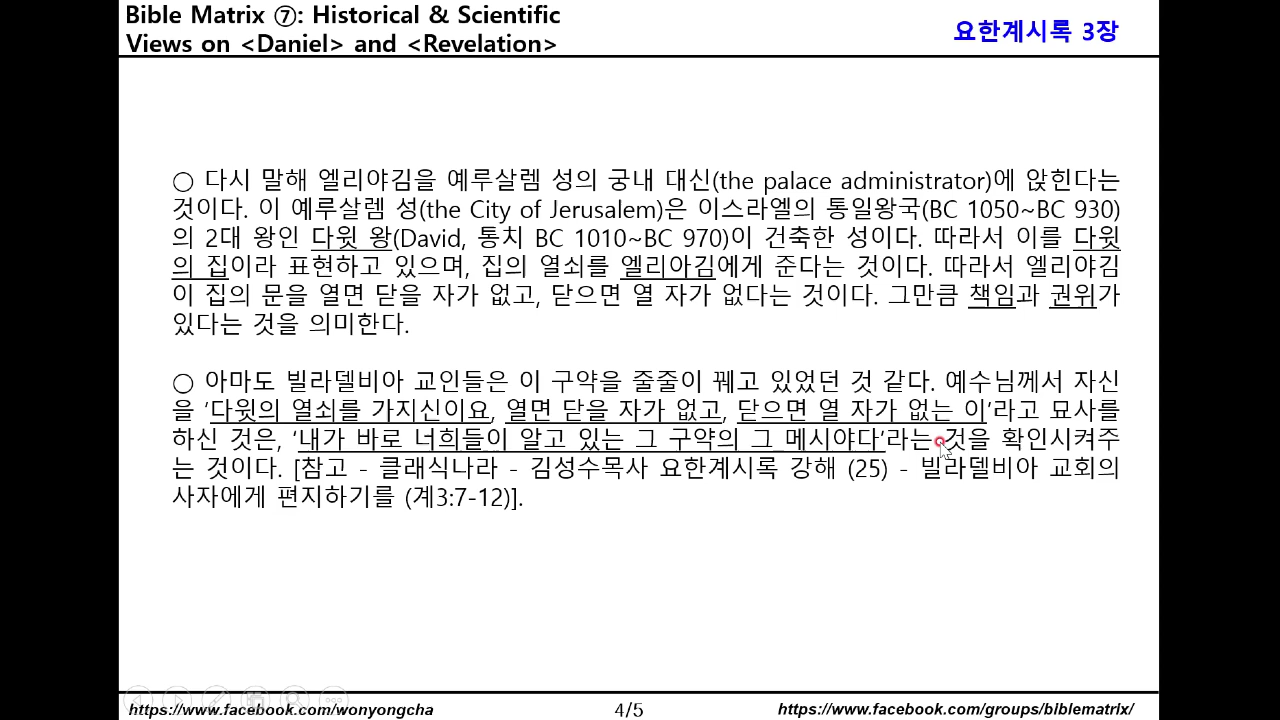 Bible Matrix ⑦: Historical & Scientific
Views on <Daniel> and <Revelation>
요한계시록 3장
○ 다시 말해 엘리야김을 예루살렘 성의 궁내 대신(the palace administrator)에 앉힌다는
것이다. 이 예루살렘 성(the City of Jerusalem)은 이스라엘의 통일왕국(BC 1050~BC 930)
의 2대 왕인 다윗 왕(David, 통치 BC 1010~BC 970)이 건축한 성이다. 따라서 이를 다윗
의 집이라 표현하고 있으며, 집의 열쇠를 엘리아김에게 준다는 것이다. 따라서 엘리야김
이 집의 문을 열면 닫을 자가 없고, 닫으면 열 자가 없다는 것이다. 그만큼 책임과 권위가
있다는 것을 의미한다.
○ 아마도 빌라델비아 교인들은 이 구약을 줄줄이 꿰고 있었던 것 같다. 예수님께서 자신
을 '다윗의 열쇠를 가지신이요, 열면 닫을 자가 없고, 닫으면 열 자가 없는 이'라고 묘사를
하신 것은, '내가 바로 너희들이 알고 있는 그 구약의 그 메시야다'라는 것을 확인시켜주
는 것이다. [참고 - 클래식나라 - 김성수목사 요한계시록 강해 (25) - 빌라델비아 교회의
사자에게 편지하기를 (계3:7-12)].
https://www.facebook.com/wonyongcha
4/5
https://www.facebook.com/groups/biblematrix/